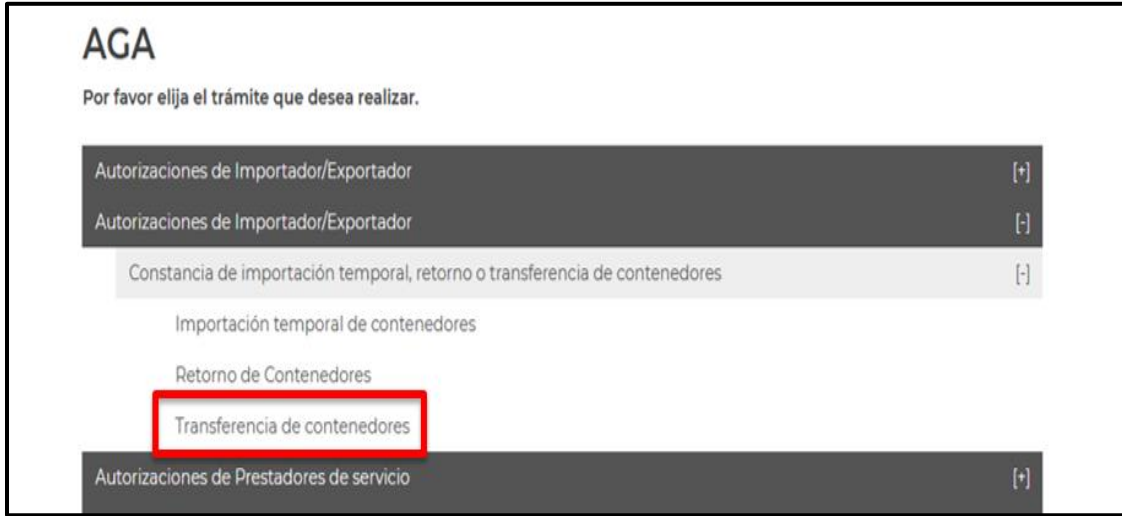 AGA
Por favor elija el trámite que desea realizar.
Autorizaciones de Importador/Exportador [+]
Autorizaciones de Importador/Exportador [-]
Constancia de importación temporal, retorno o transferencia de contenedores [-]
Importación temporal de contenedores
Retorno de Contenedores
Transferencia de contenedores
Autorizaciones de Prestadores de servicio [+]